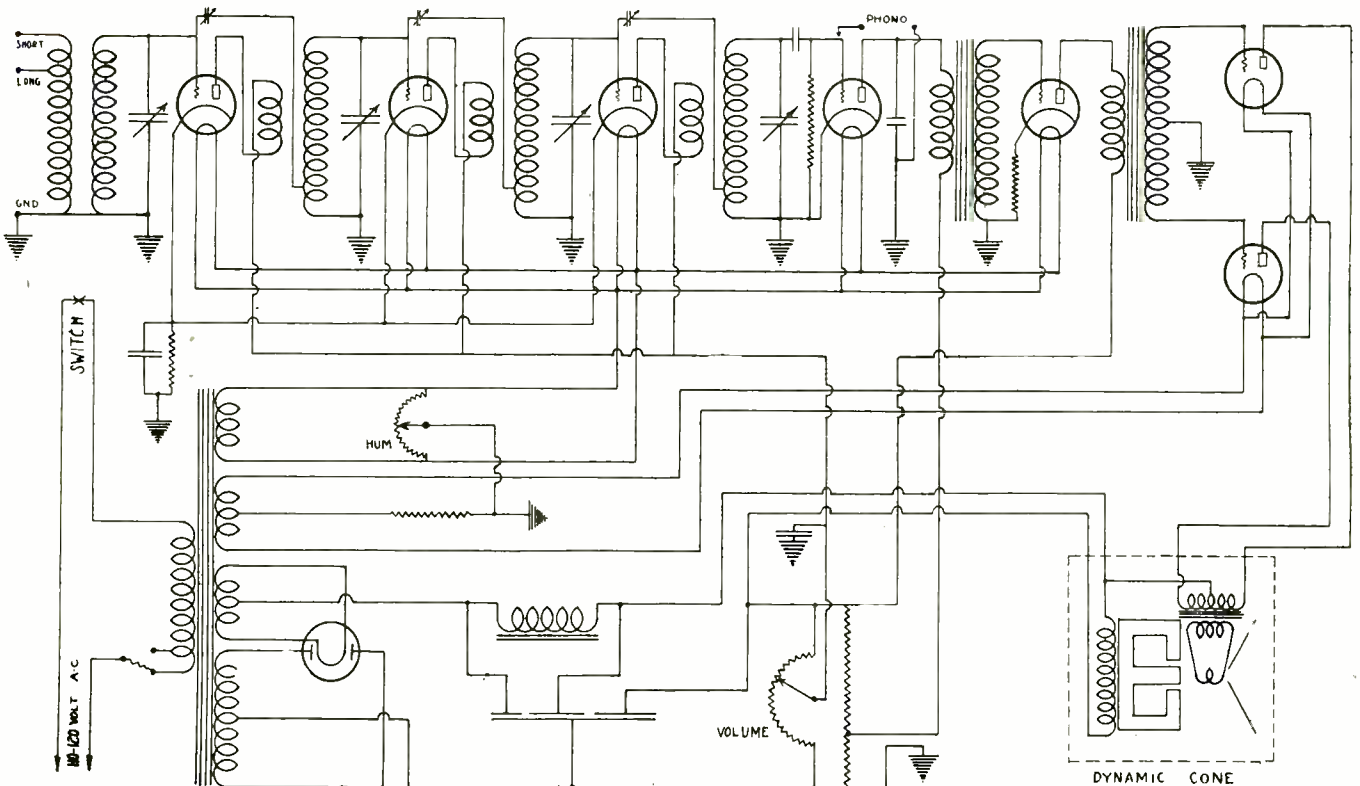 SHORT
LONG
GND
PHONO
SWITCH
HUM
110-120 VOLT A-C
VOLUME
DYNAMIC CONE